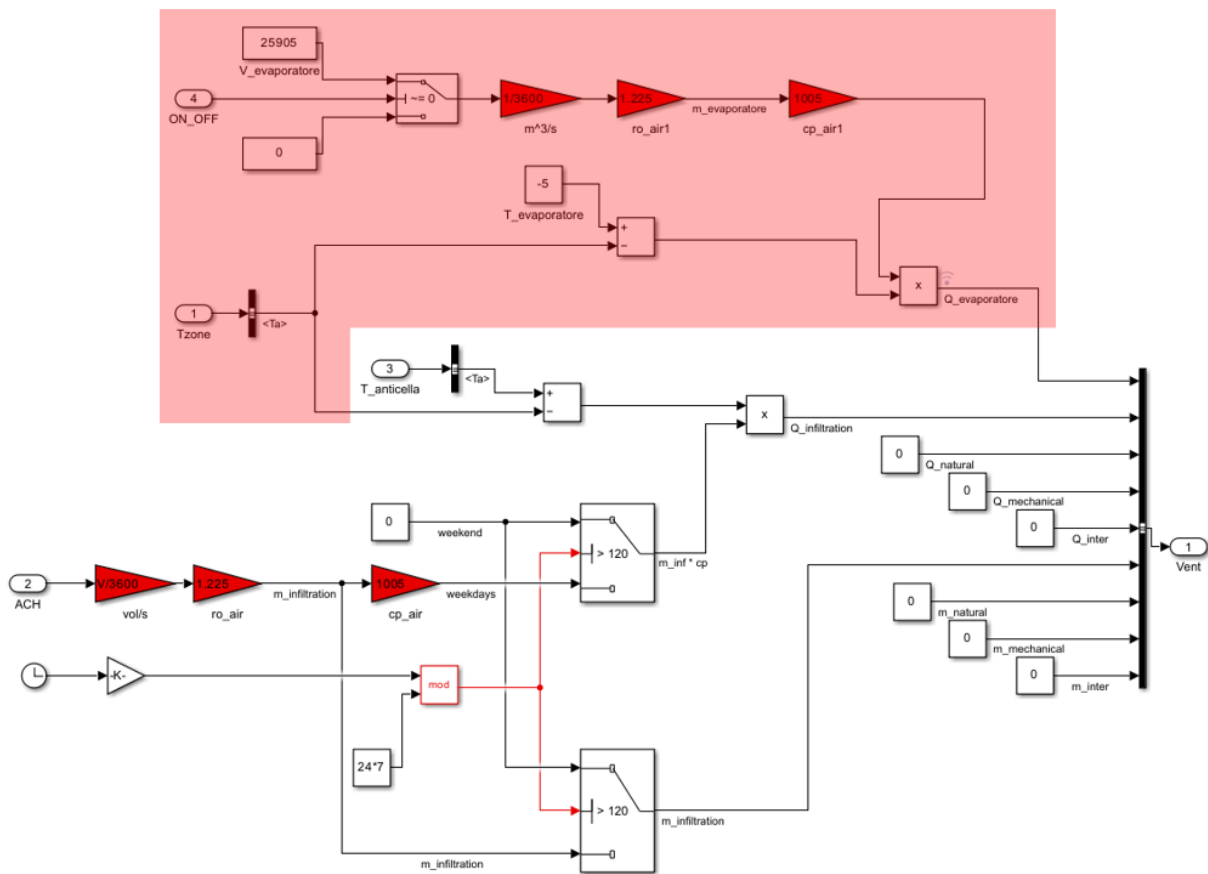 25905
V_evaporatore
4
ON_OFF
~= 0
0
1/3600
m^3/s
1.225
ro_air1
m_evaporatore
1005
cp_air1
-5
T_evaporatore
+
−
x
Q_evaporatore
1
Tzone
<Ta>
3
T_anticella
<Ta>
+
−
x
Q_infiltration
0
Q_natural
0
Q_mechanical
0
Q_inter
1
Vent
0
weekend
> 120
m_inf * cp
2
ACH
V/3600
vol/s
1.225
ro_air
m_infiltration
1005
cp_air
weekdays
0
m_natural
0
m_mechanical
0
m_inter
-K-
mod
24*7
> 120
m_infiltration
m_infiltration